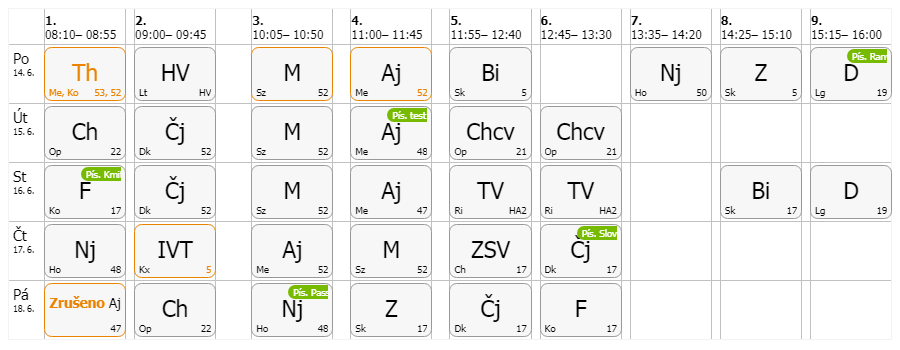 1. 2. 3. 4. 5. 6. 7. 8. 9.
08:10– 08:55 09:00– 09:45 10:05– 10:50 11:00– 11:45 11:55– 12:40 12:45– 13:30 13:35– 14:20 14:25– 15:10 15:15– 16:00
Pís. Ran
Po Th HV M Aj Bi Nj Z D
14. 6.
Me, Ko 53, 52 Lt HV Sz 52 Me 52 Sk 5 Ho 50 Sk 5 Lg 19
Pís. test
Út Ch Čj M Aj Chcv Chcv
15. 6.
Op 22 Dk 52 Sz 52 Me 48 Op 21 Op 21
Pís. Kmi
St F Čj M Aj TV TV Bi D
16. 6.
Ko 17 Dk 52 Sz 52 Me 47 Ri HA2 Ri HA2 Sk 17 Lg 19
Pís. Slov
Čt Nj IVT Aj M ZSV Čj
17. 6.
Ho 48 Kx 5 Me 52 Sz 52 Ch 17 Dk 17
Pís. Pass
Pá Zrušeno Aj Ch Nj Z Čj F
18. 6.
47 Op 22 Ho 48 Sk 17 Dk 17 Ko 17